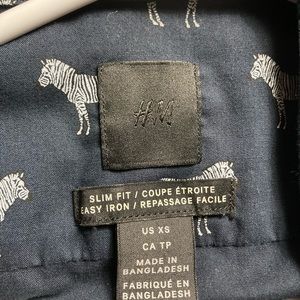 H&M
SLIM FIT / COUPE ÉTROITE
EASY IRON / REPASSAGE FACILE
US XS
CA TP
MADE IN
BANGLADESH
FABRIQUÉ EN
BANGLADESH